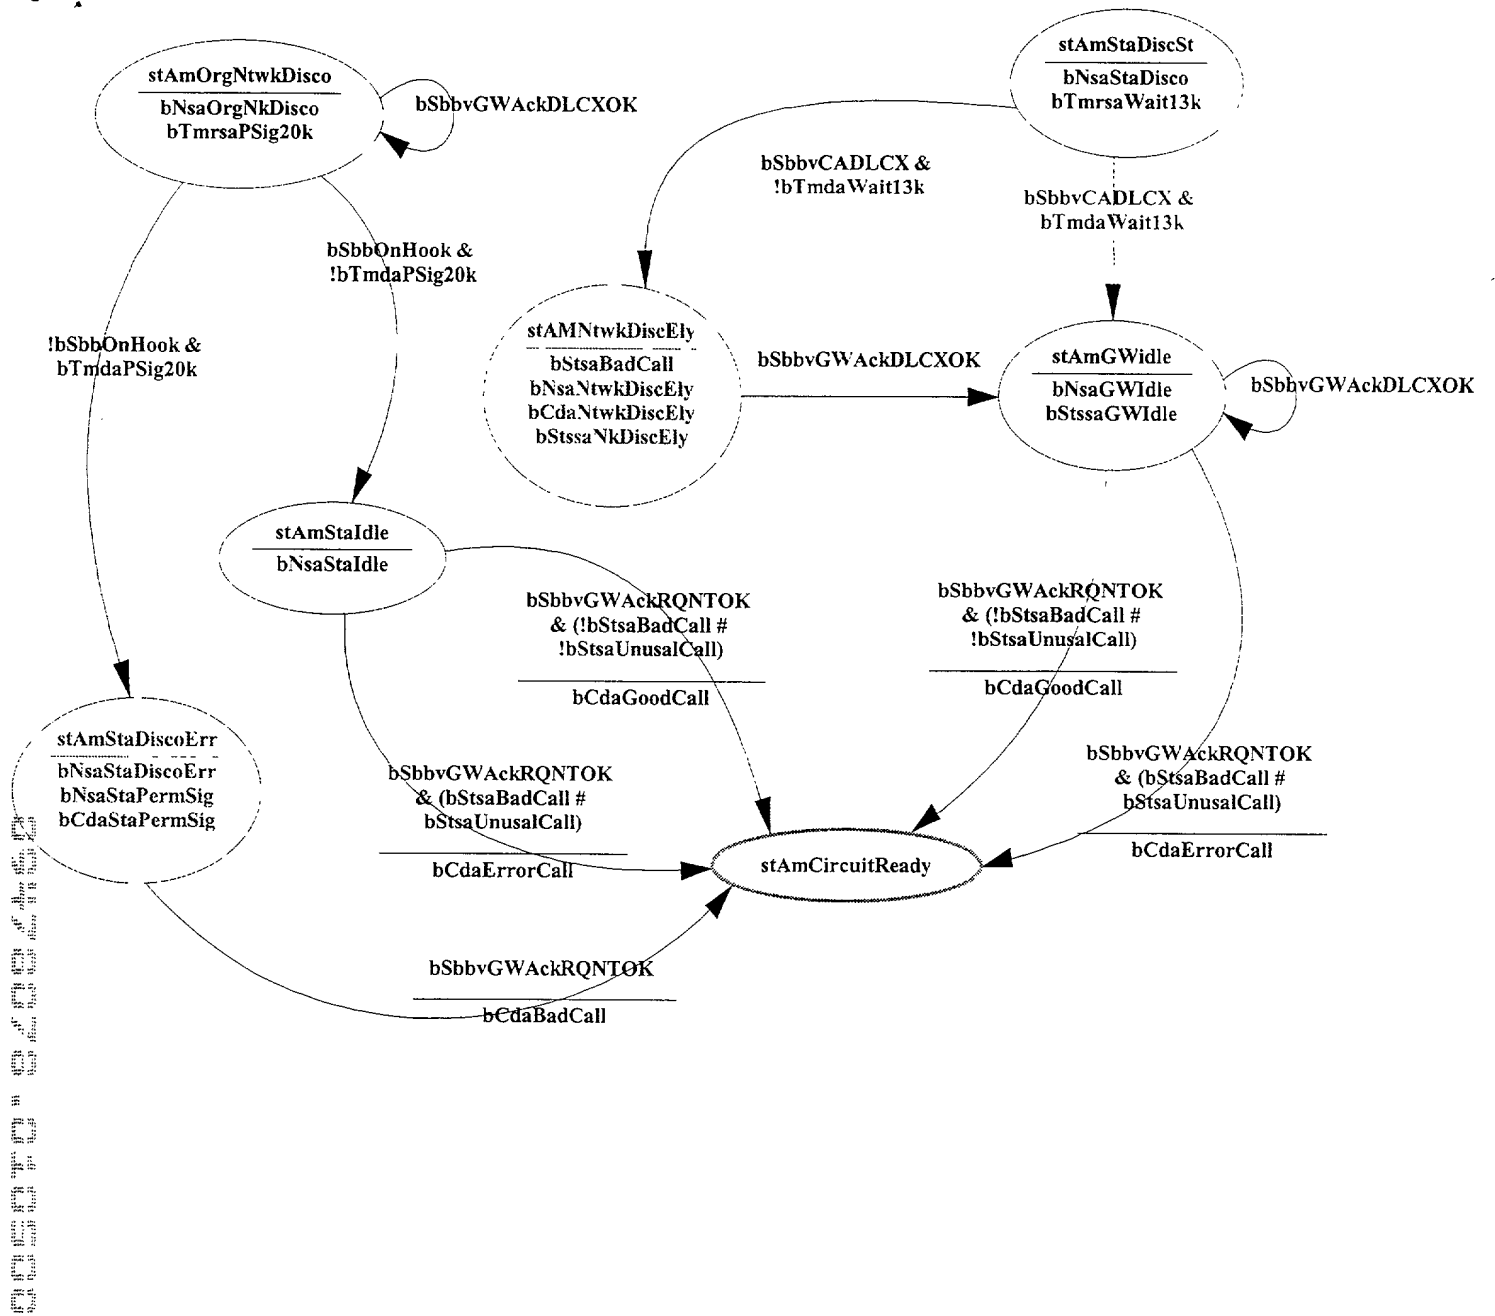 stAmOrgNtwkDisco
bNsaOrgNkDisco
bTmrsaPSig20k
bSbbvGWAckDLCXOK
stAmStaDiscSt
bNsaStaDisco
bTmrsaWait13k
bSbbvCADLCX &
!bTmdaWait13k
bSbbvCADLCX &
bTmdaWait13k
bSbbOnHook &
!bTmdaPSig20k
!bSbbOnHook &
bTmdaPSig20k
stAMNtwkDiscEly
bStsaBadCall
bNsaNtwkDiscEly
bCdaNtwkDiscEly
bStssaNkDiscEly
bSbbvGWAckDLCXOK
stAmGWidle
bNsaGWIdle
bStssaGWIdle
bSbbvGWAckDLCXOK
stAmStaIdle
bNsaStaIdle
bSbbvGWAckRQNTOK
& (!bStsaBadCall #
!bStsaUnusalCall)
bCdaGoodCall
bSbbvGWAckRQNTOK
& (!bStsaBadCall #
!bStsaUnusalCall)
bCdaGoodCall
stAmStaDiscoErr
bNsaStaDiscoErr
bNsaStaPermSig
bCdaStaPermSig
bSbbvGWAckRQNTOK
& (bStsaBadCall #
bStsaUnusalCall)
bCdaErrorCall
bSbbvGWAckRQNTOK
& (bStsaBadCall #
bStsaUnusalCall)
bCdaErrorCall
stAmCircuitReady
bSbbvGWAckRQNTOK
bCdaBadCall